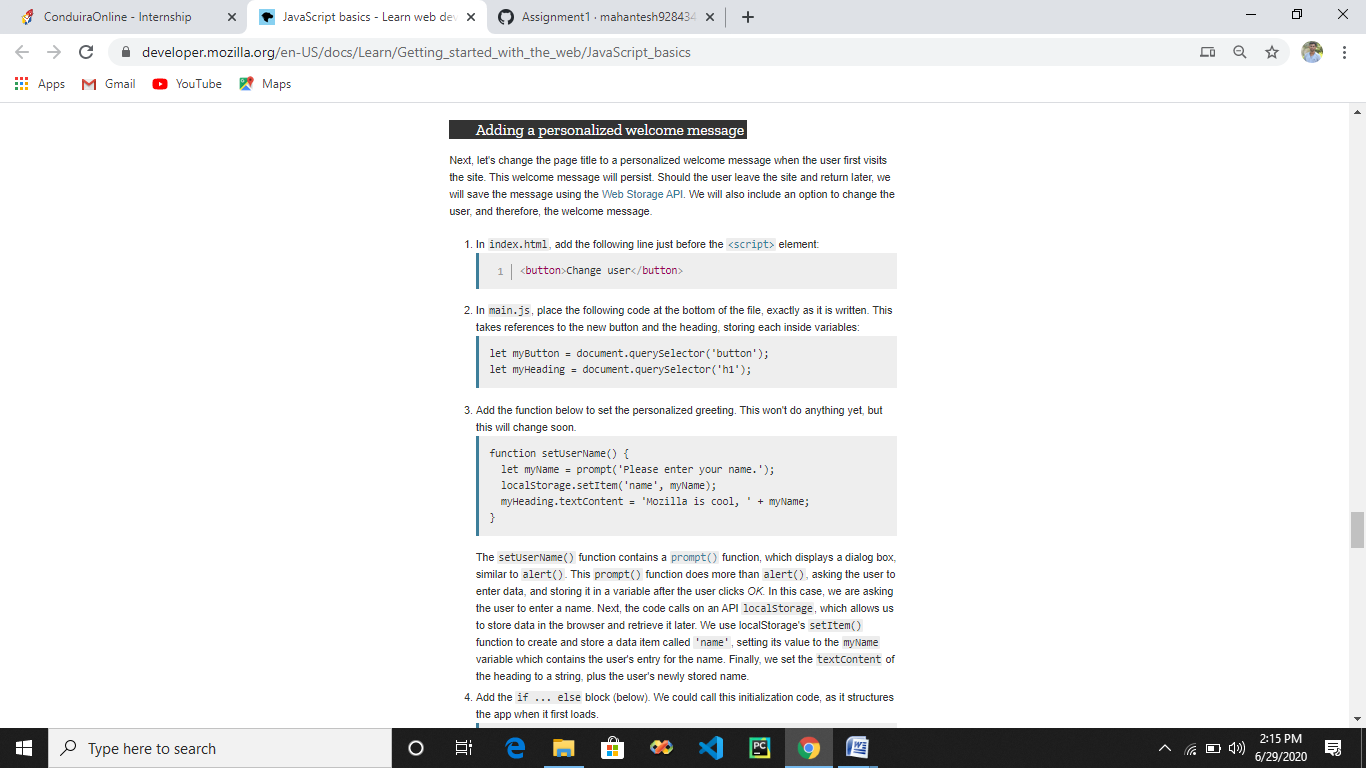 ConduiraOnline - Internship
JavaScript basics - Learn web dev
Assignment1 · mahantesh928434
developer.mozilla.org/en-US/docs/Learn/Getting_started_with_the_web/JavaScript_basics
Apps
Gmail
YouTube
Maps
Adding a personalized welcome message
Next, let's change the page title to a personalized welcome message when the user first visits
the site. This welcome message will persist. Should the user leave the site and return later, we
will save the message using the Web Storage API. We will also include an option to change the
user, and therefore, the welcome message.
1. In index.html, add the following line just before the <script> element:
1 <button>Change user</button>
2. In main.js, place the following code at the bottom of the file, exactly as it is written. This
takes references to the new button and the heading, storing each inside variables:
let myButton = document.querySelector('button');
let myHeading = document.querySelector('h1');
3. Add the function below to set the personalized greeting. This won't do anything yet, but
this will change soon.
function setUserName() {
let myName = prompt('Please enter your name.');
localStorage.setItem('name', myName);
myHeading.textContent = 'Mozilla is cool, ' + myName;
}
The setUserName() function contains a prompt() function, which displays a dialog box,
similar to alert(). This prompt() function does more than alert(), asking the user to
enter data, and storing it in a variable after the user clicks OK. In this case, we are asking
the user to enter a name. Next, the code calls on an API localStorage, which allows us
to store data in the browser and retrieve it later. We use localStorage's setItem()
function to create and store a data item called 'name', setting its value to the myName
variable which contains the user's entry for the name. Finally, we set the textContent of
the heading to a string, plus the user's newly stored name.
4. Add the if ... else block (below). We could call this initialization code, as it structures
the app when it first loads.
Type here to search
PC
2:15 PM
6/29/2020